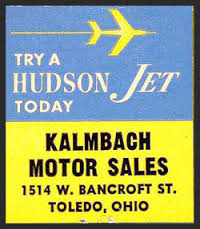 TRY A
HUDSON JET
TODAY
KALMBACH
MOTOR SALES
1514 W. BANCROFT ST.
TOLEDO, OHIO